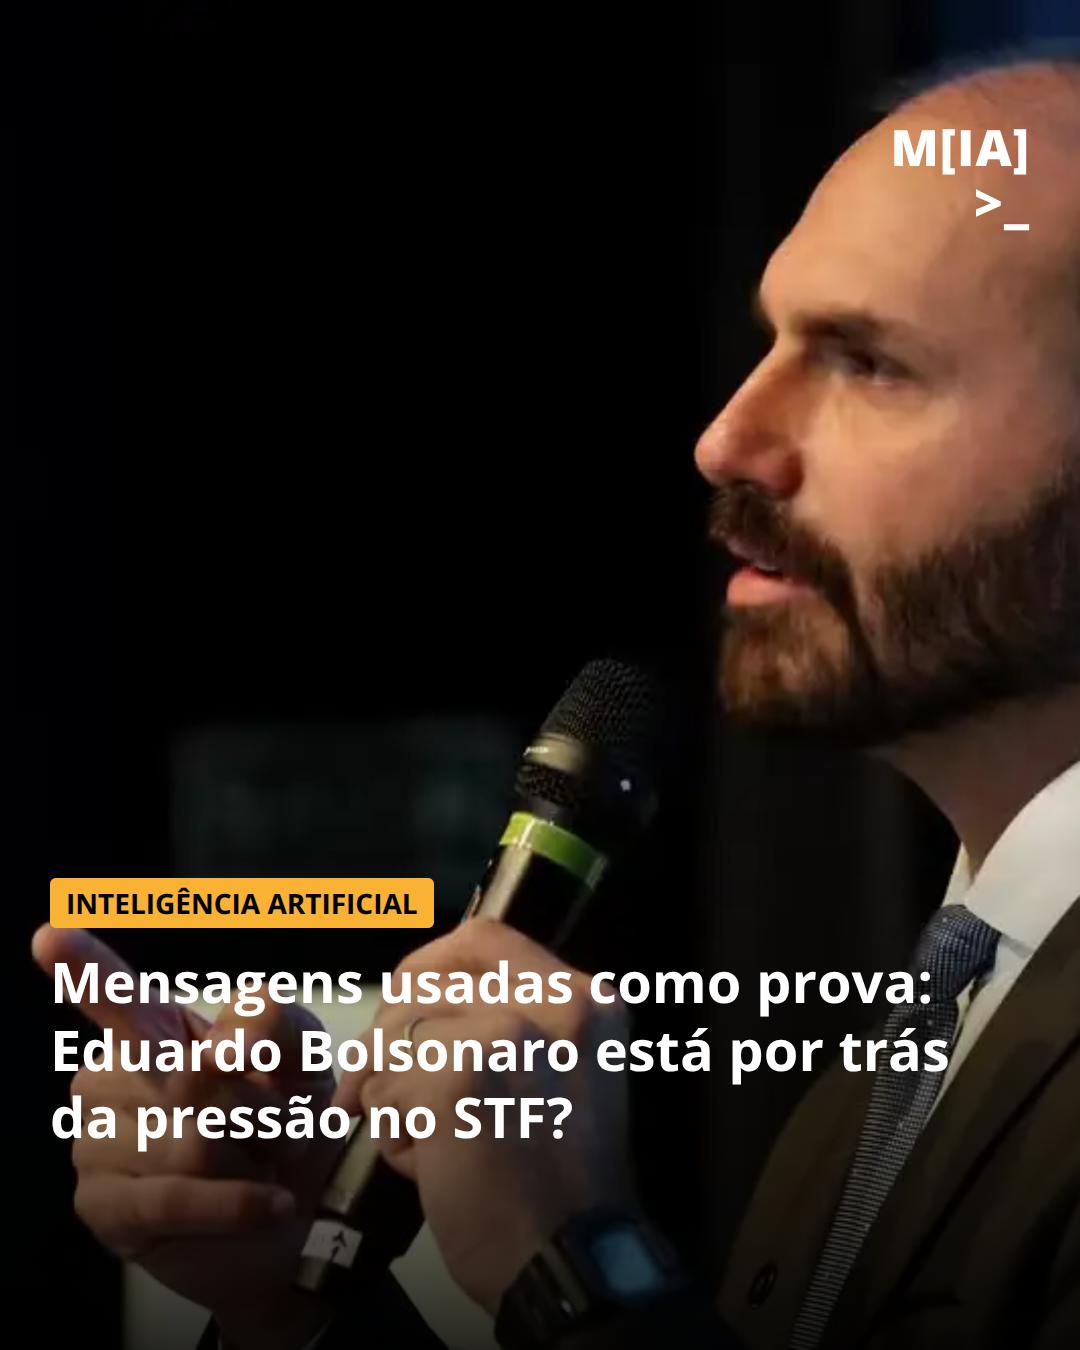 M[IA]
>_
INTELIGÊNCIA ARTIFICIAL
Mensagens usadas como prova:
Eduardo Bolsonaro está por trás
da pressão no STF?